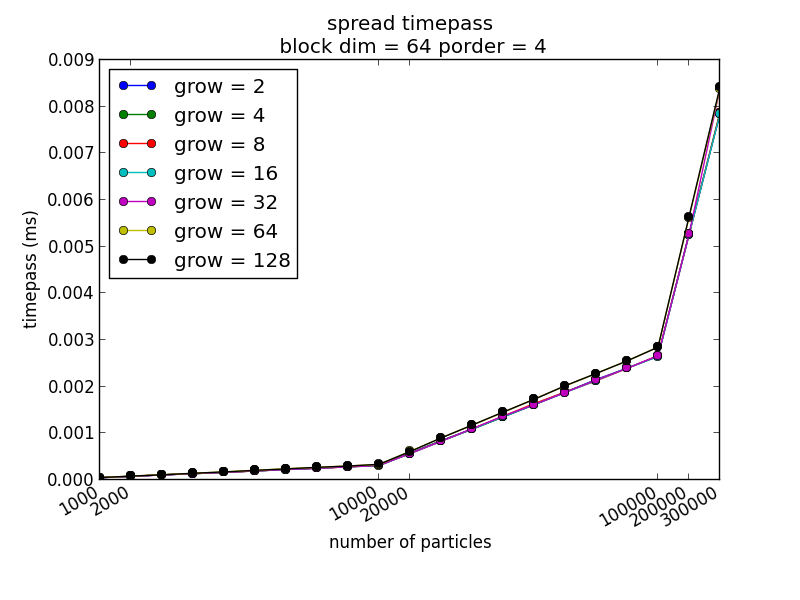 spread timepass
block dim = 64 porder = 4
0.009
0.008
0.007
0.006
0.005
0.004
0.003
0.002
0.001
0.000
timepass (ms)
grow = 2
grow = 4
grow = 8
grow = 16
grow = 32
grow = 64
grow = 128
1000
2000
10000
20000
100000
200000
300000
number of particles